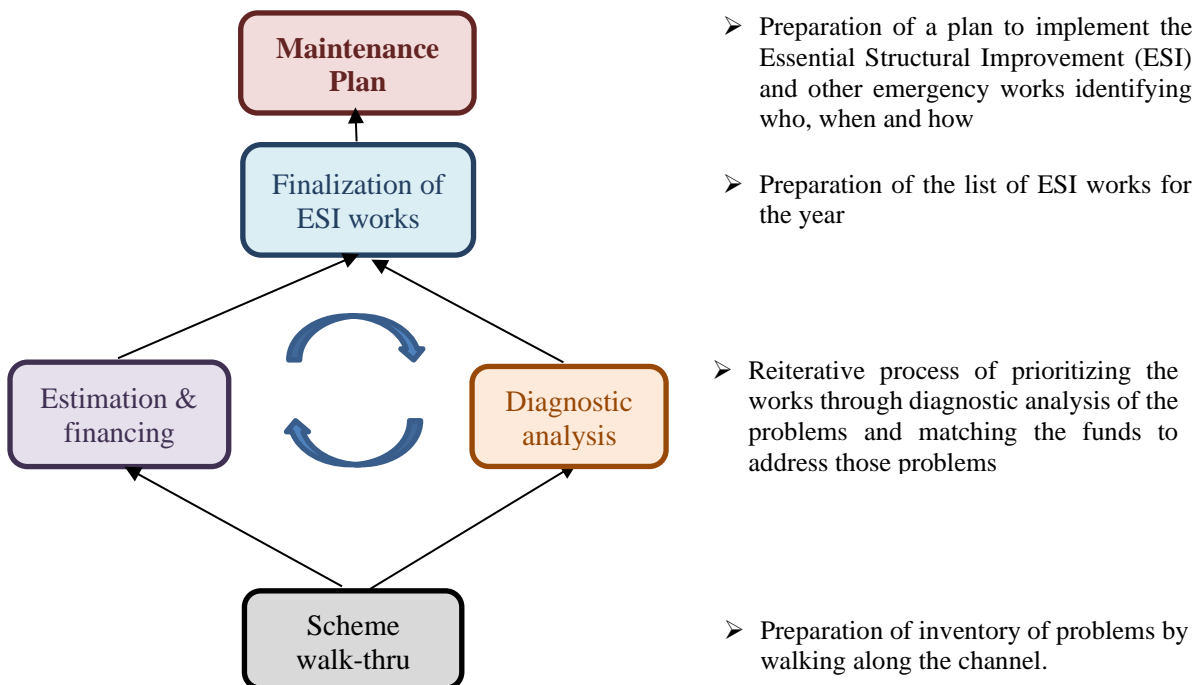 Maintenance
Plan
➢ Preparation of a plan to implement the
Essential Structural Improvement (ESI)
and other emergency works identifying
who, when and how
Finalization of
ESI works
➢ Preparation of the list of ESI works for
the year
Estimation &
financing
Diagnostic
analysis
➢ Reiterative process of prioritizing the
works through diagnostic analysis of the
problems and matching the funds to
address those problems
Scheme
walk-thru
➢ Preparation of inventory of problems by
walking along the channel.